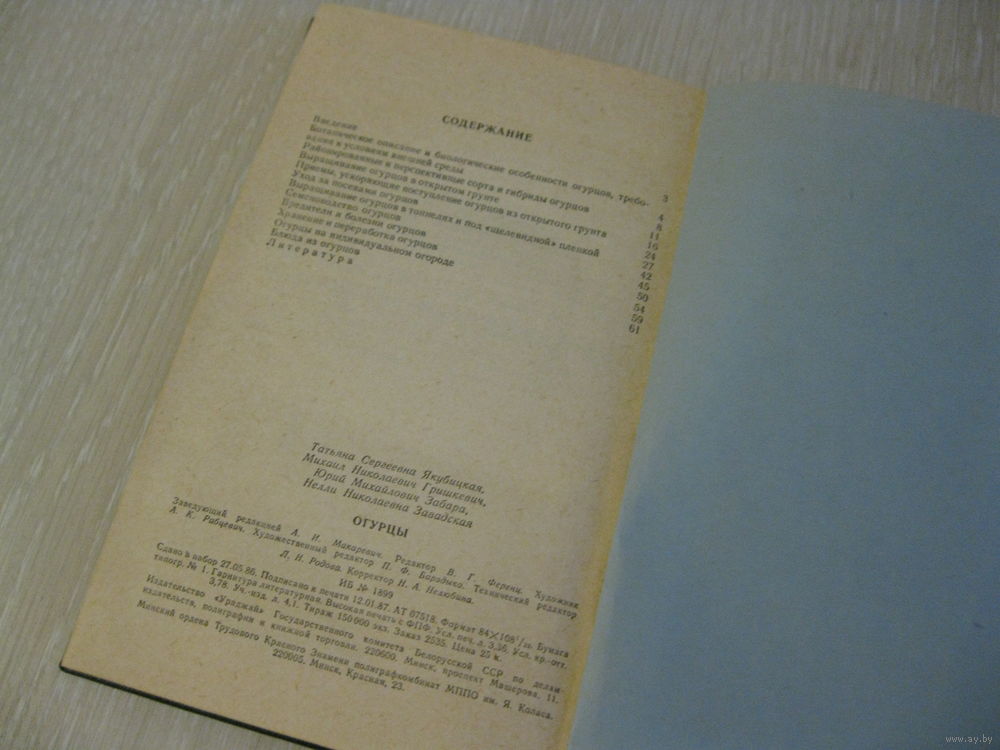 СОДЕРЖАНИЕ
Введение 3
Ботаническое описание и биологические особенности огурцов, требо-
вания к условиям внешней среды 4
Районированные и перспективные сорта и гибриды огурцов 8
Выращивание огурцов в открытом грунте 11
Приемы, ускоряющие поступление огурцов из открытого грунта 16
Уход за посевами огурцов 24
Выращивание огурцов в тоннелях и под «щелевидной» пленкой 27
Семеноводство огурцов 42
Вредители и болезни огурцов 45
Хранение и переработка огурцов 50
Огурцы на индивидуальном огороде 54
Блюда из огурцов 59
Литература 61
Татьяна Сергеевна Якубицкая,
Михаил Николаевич Гришкевич,
Юрий Михайлович Забара,
Нелли Николаевна Завадская
ОГУРЦЫ
Заведующий редакцией А. Н. Макаревич. Редактор В. Г. Ференц. Художник
А. К. Рабцевич. Художественный редактор П. Ф. Барадыко. Технический редактор
Л. Н. Родова. Корректор Н. А. Нелюбина.
ИБ № 1899
Сдано в набор 27.05.86. Подписано к печати 12.01.87. АТ 07518. Формат 84×108¹/₃₂ Бумага
типогр. № 1. Гарнитура литературная. Высокая печать с ФПФ. Усл. печ. л. 3,36. Усл. кр.-отт.
3,78. Уч.-изд. л. 4,1. Тираж 150 000 экз. Заказ 2535. Цена 25 к.
Издательство «Ураджай» Государственного комитета Белорусской ССР по делам
издательств, полиграфии и книжной торговли. 220600, Минск, проспект Машерова, 11.
Минский ордена Трудового Красного Знамени полиграфкомбинат МППО им. Я. Коласа.
220005. Минск, Красная, 23.
www.ay.by